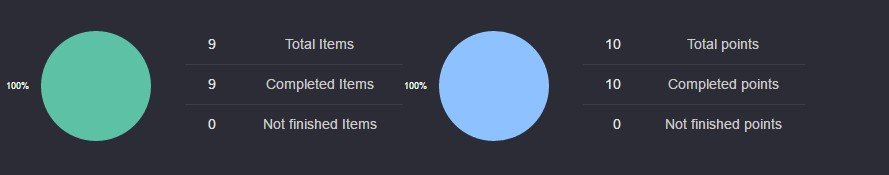 9 Total Items
100% 9 Completed Items
0 Not finished Items
10 Total points
100% 10 Completed points
0 Not finished points